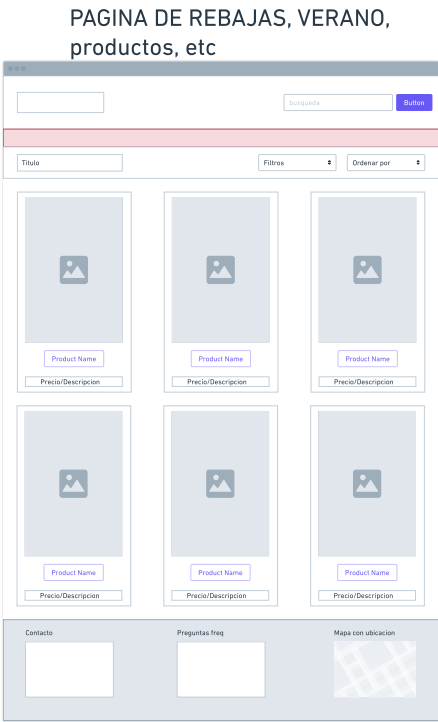 PAGINA DE REBAJAS, VERANO,
productos, etc
busqueda
Button
Titulo
Filtros
Ordenar por
Product Name
Product Name
Product Name
Precio/Descripcion
Precio/Descripcion
Precio/Descripcion
Product Name
Product Name
Product Name
Precio/Descripcion
Precio/Descripcion
Precio/Descripcion
Contacto
Preguntas freq
Mapa con ubicacion